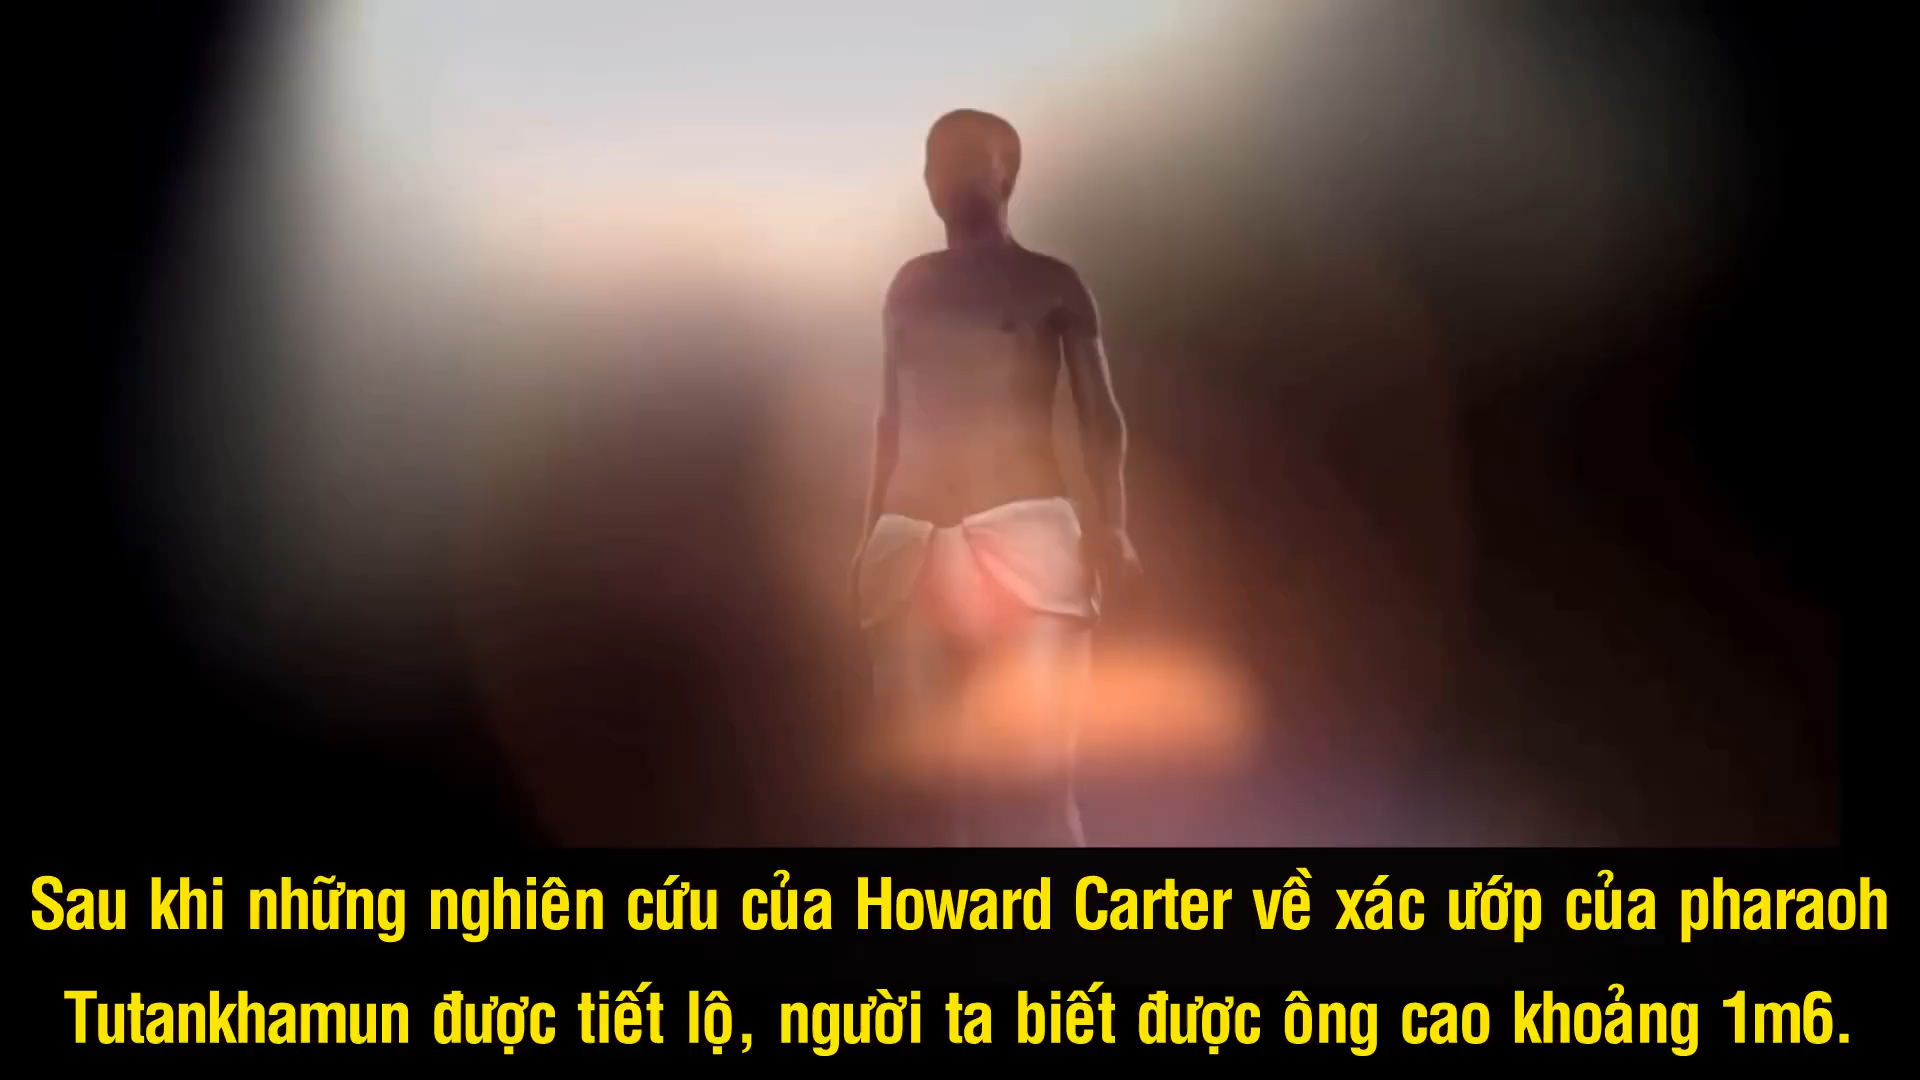 Sau khi những nghiên cứu của Howard Carter về xác ướp của pharaoh
Tutankhamun được tiết lộ, người ta biết được ông cao khoảng 1m6.